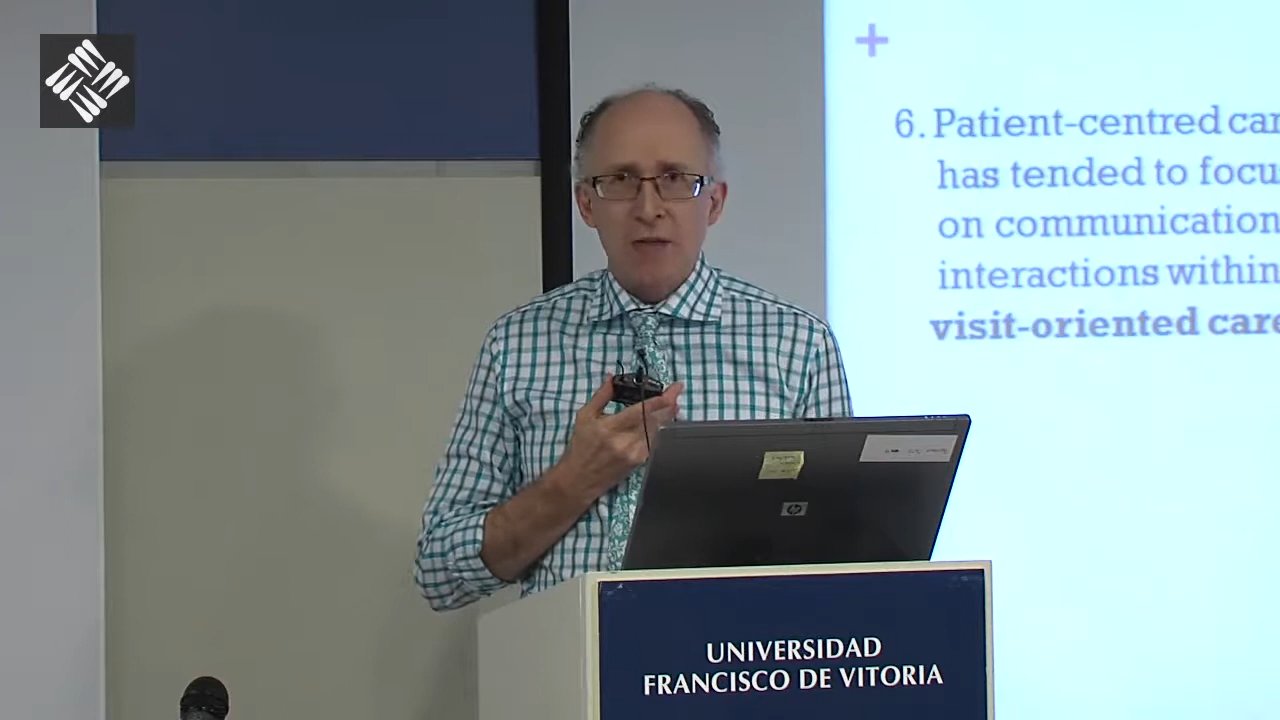 +
6. Patient-centred car
has tended to focu
on communication
interactions within
visit-oriented care
hp
UNIVERSIDAD
FRANCISCO DE VITORIA